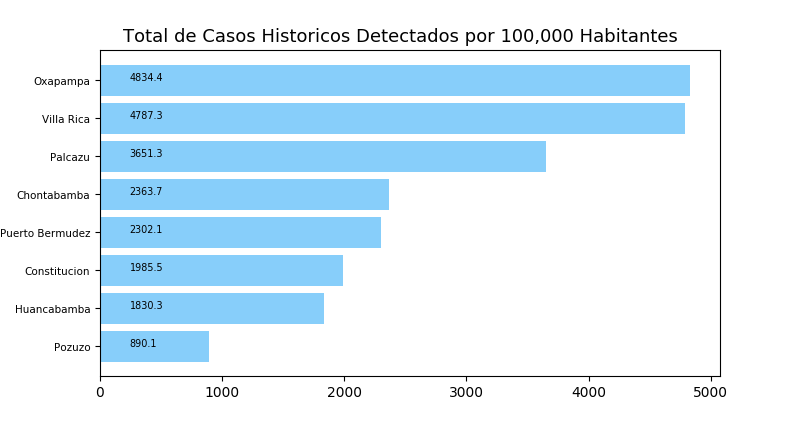 Total de Casos Historicos Detectados por 100,000 Habitantes
Oxapampa 4834.4
Villa Rica 4787.3
Palcazu 3651.3
Chontabamba 2363.7
Puerto Bermudez 2302.1
Constitucion 1985.5
Huancabamba 1830.3
Pozuzo 890.1
0 1000 2000 3000 4000 5000